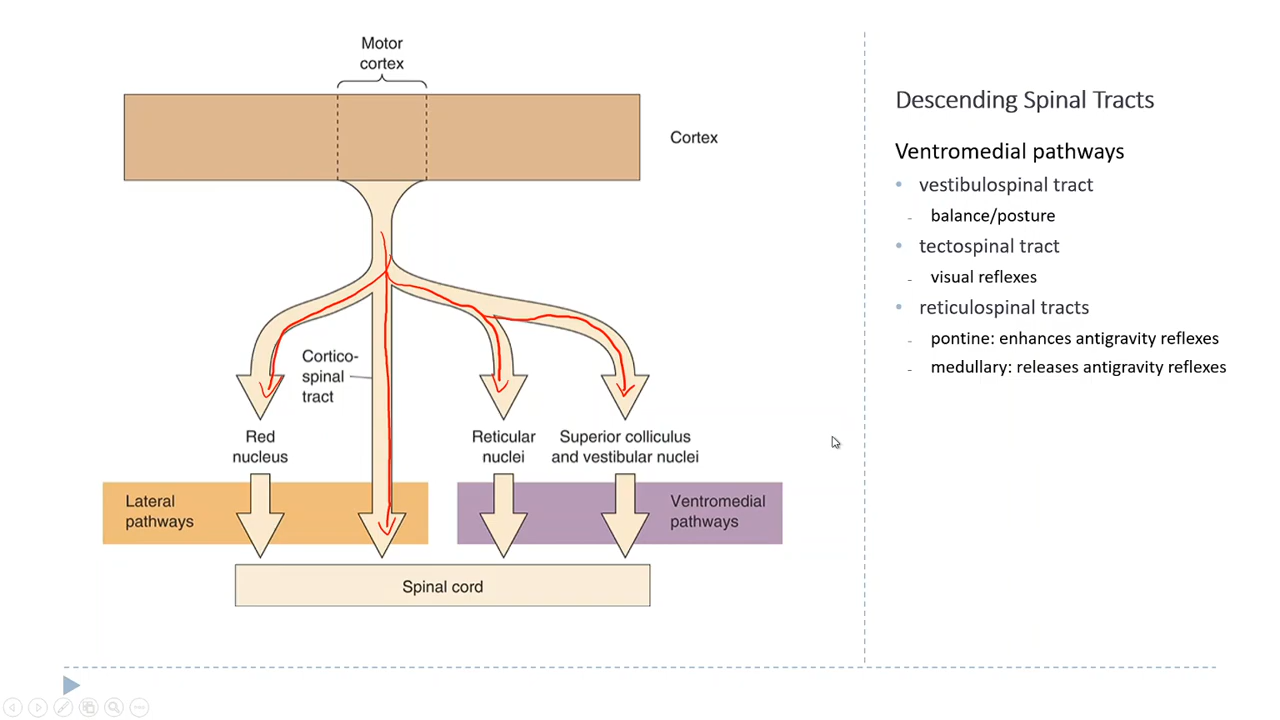 Motor
cortex
Cortex
Cortico-
spinal
tract
Red
nucleus
Reticular
nuclei
Superior colliculus
and vestibular nuclei
Lateral
pathways
Ventromedial
pathways
Spinal cord
Descending Spinal Tracts
Ventromedial pathways
• vestibulospinal tract
- balance/posture
• tectospinal tract
- visual reflexes
• reticulospinal tracts
- pontine: enhances antigravity reflexes
- medullary: releases antigravity reflexes